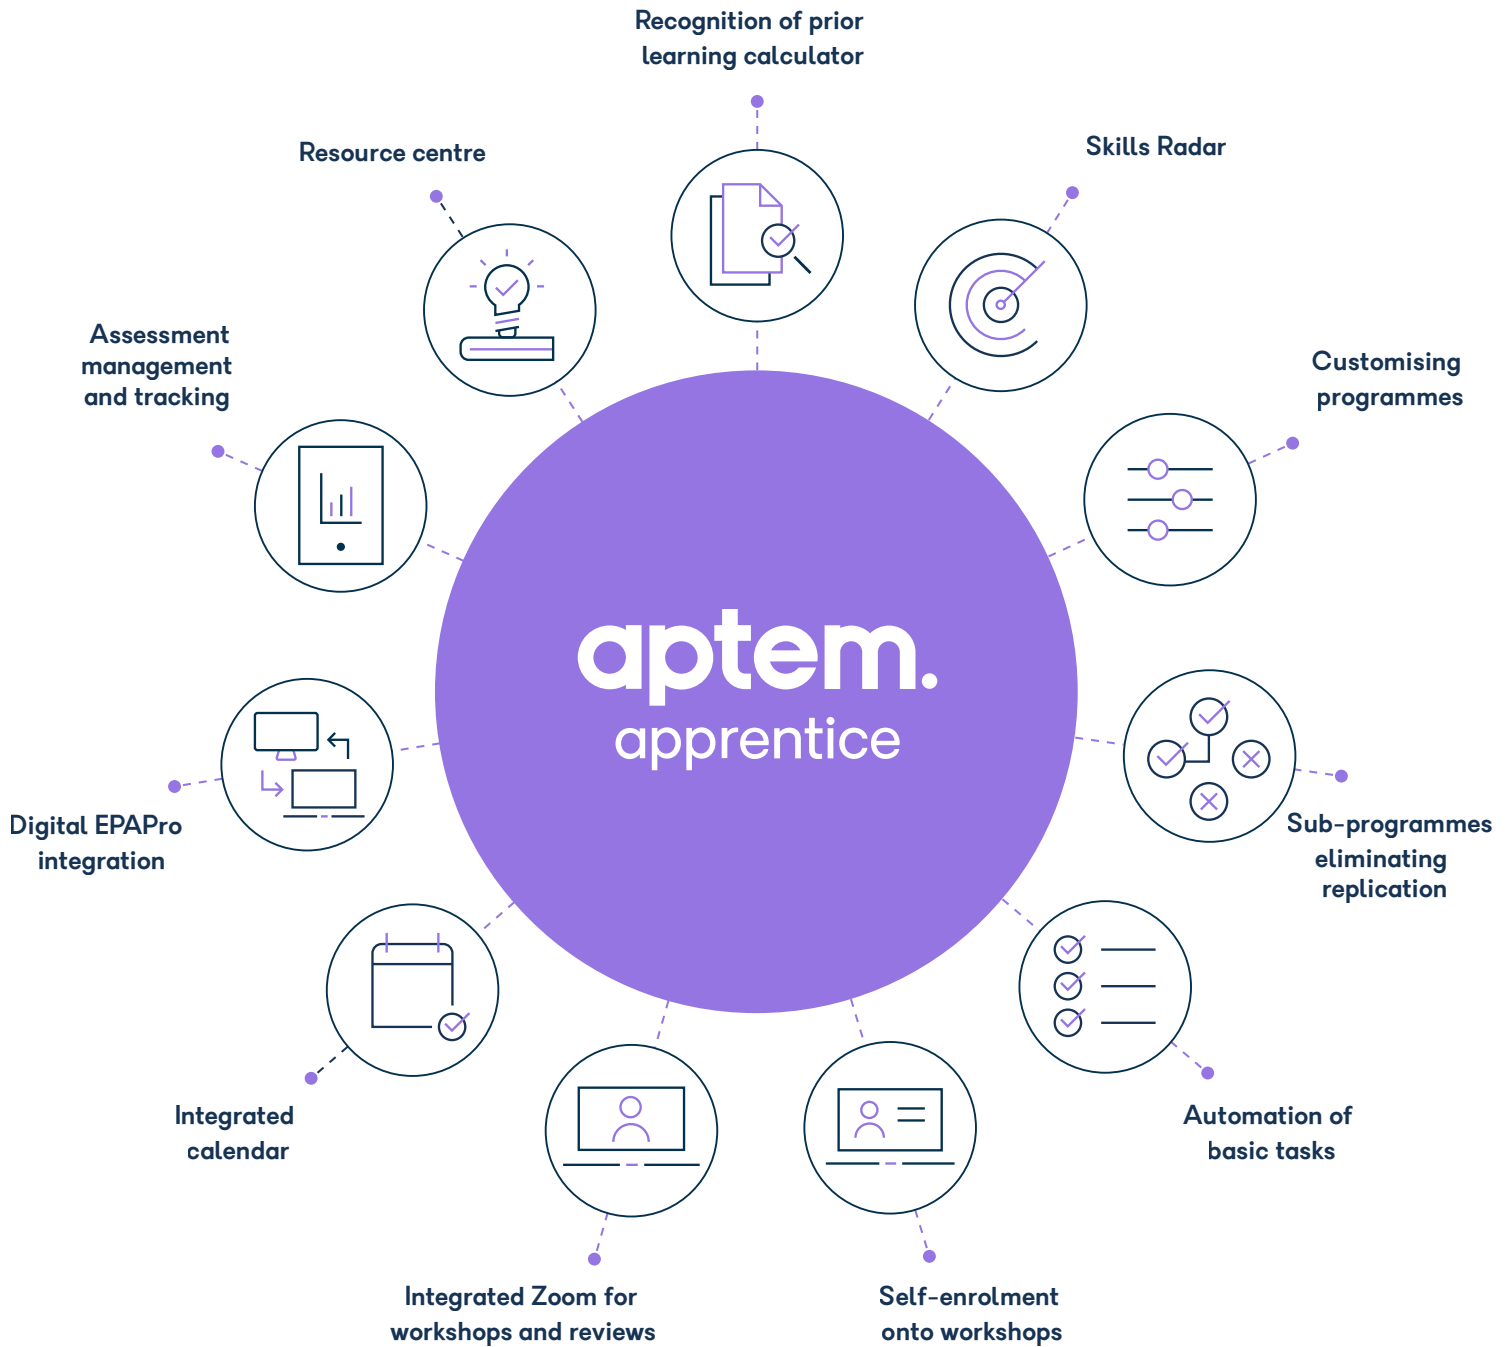 Recognition of prior
learning calculator
Skills Radar
Resource centre
Assessment
management
and tracking
Customising
programmes
aptem.
apprentice
Digital EPAPro
integration
Sub-programmes
eliminating
replication
Integrated
calendar
Automation of
basic tasks
Integrated Zoom for
workshops and reviews
Self-enrolment
onto workshops